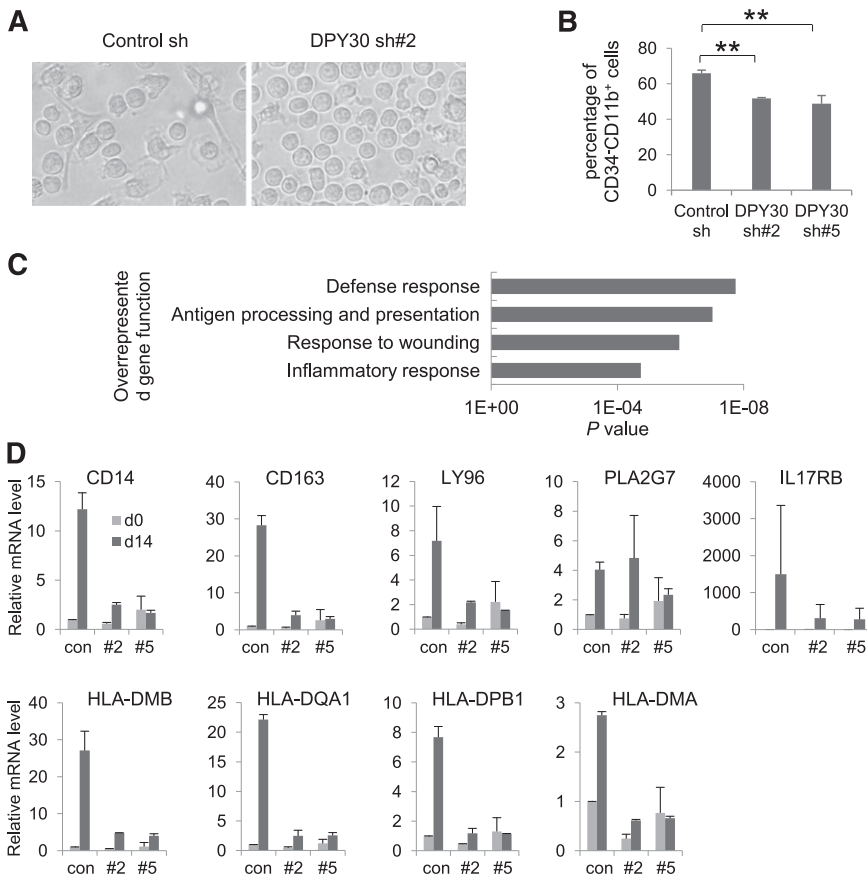 A
Control sh
DPY30 sh#2
B
**
**
percentage of
CD34-CD11b+ cells
80
60
40
20
0
Control
sh
DPY30
sh#2
DPY30
sh#5
C
Overrepresente
d gene function
Defense response
Antigen processing and presentation
Response to wounding
Inflammatory response
1E+00
1E-04
1E-08
P value
D
Relative mRNA level
CD14
15
10
5
0
d0
d14
con
#2
#5
CD163
40
30
20
10
0
con
#2
#5
LY96
12
10
8
6
4
2
0
con
#2
#5
PLA2G7
10
8
6
4
2
0
con
#2
#5
IL17RB
4000
3000
2000
1000
0
con
#2
#5
Relative mRNA level
HLA-DMB
40
30
20
10
0
con
#2
#5
HLA-DQA1
25
20
15
10
5
0
con
#2
#5
HLA-DPB1
10
8
6
4
2
0
con
#2
#5
HLA-DMA
3
2
1
0
con
#2
#5